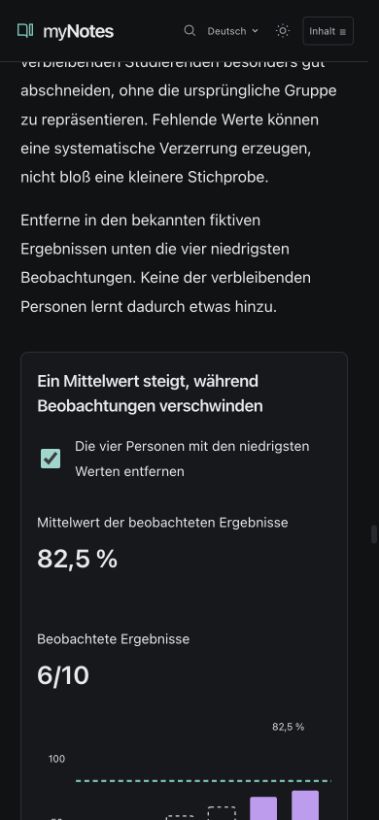 myNotes
Deutsch
Inhalt
verbleibenden Studierenden besonders gut
abschneiden, ohne die ursprüngliche Gruppe
zu repräsentieren. Fehlende Werte können
eine systematische Verzerrung erzeugen,
nicht bloß eine kleinere Stichprobe.
Entferne in den bekannten fiktiven
Ergebnissen unten die vier niedrigsten
Beobachtungen. Keine der verbleibenden
Personen lernt dadurch etwas hinzu.
Ein Mittelwert steigt, während
Beobachtungen verschwinden
Die vier Personen mit den niedrigsten
Werten entfernen
Mittelwert der beobachteten Ergebnisse
82,5 %
Beobachtete Ergebnisse
6/10
82,5 %
100